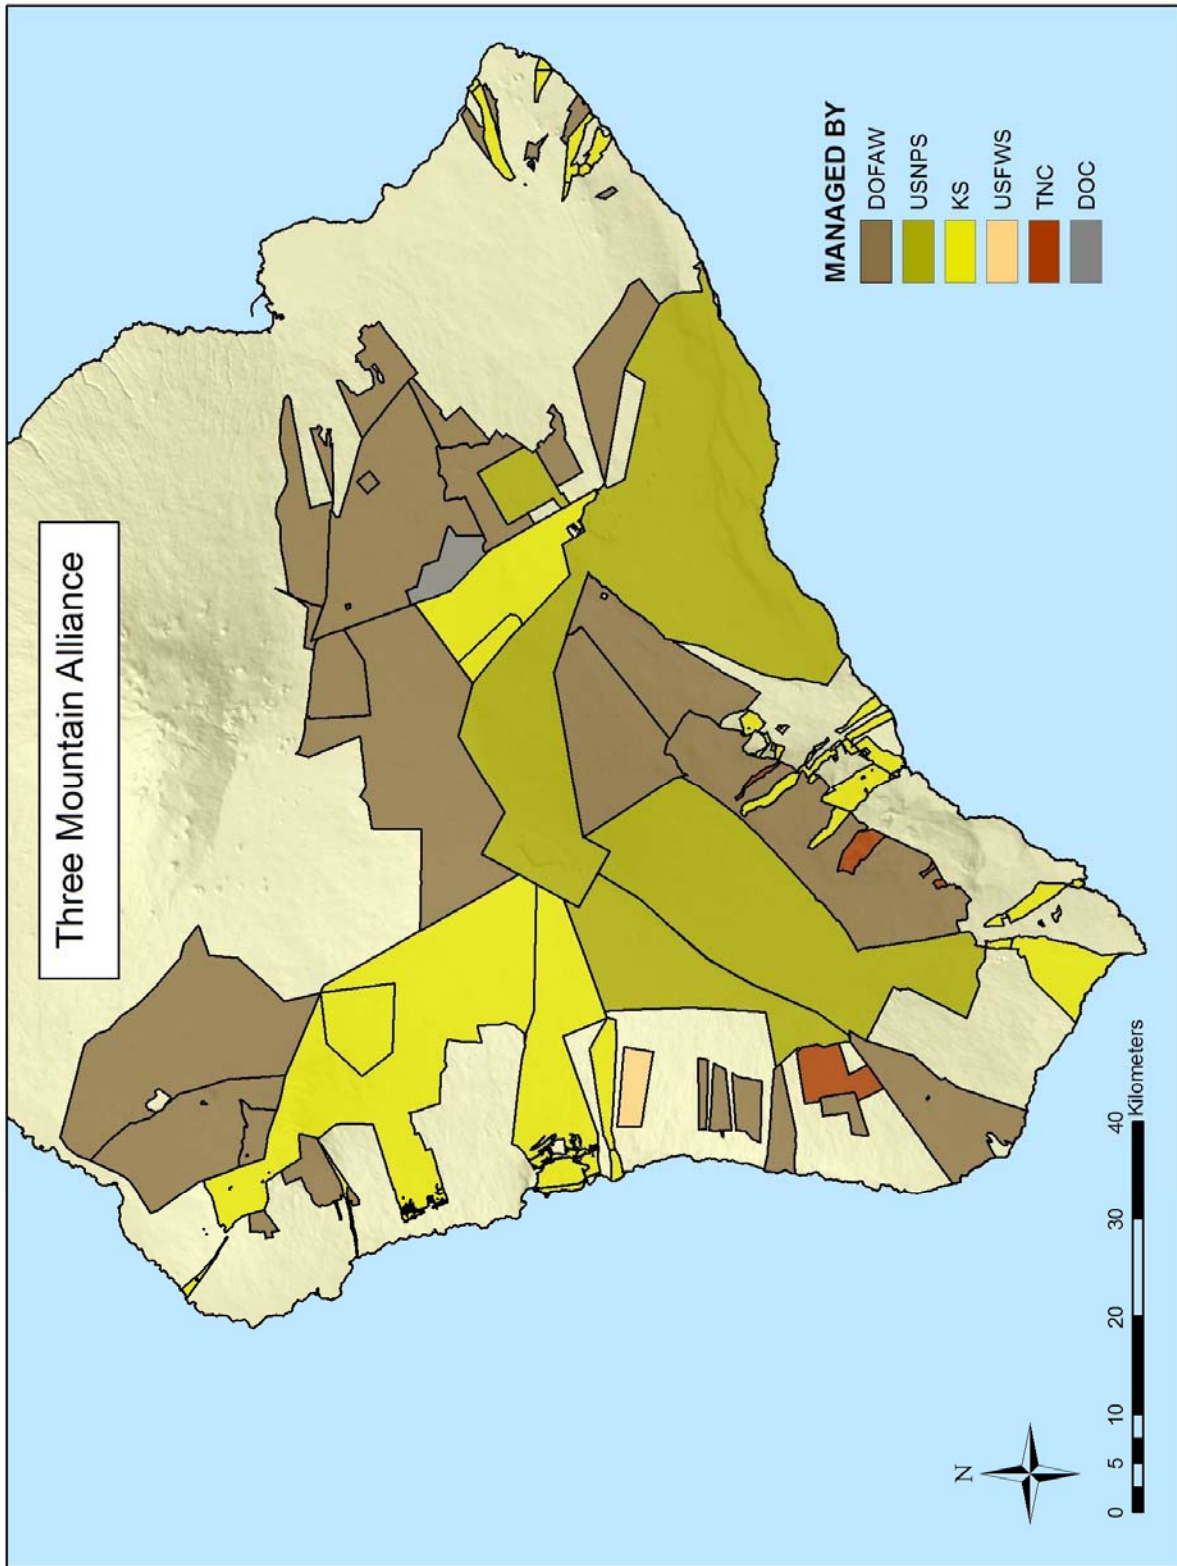 Three Mountain Alliance
MANAGED BY
DOFAW
USNPS
KS
USFWS
TNC
DOC
N
0 5 10 20 30 40
Kilometers